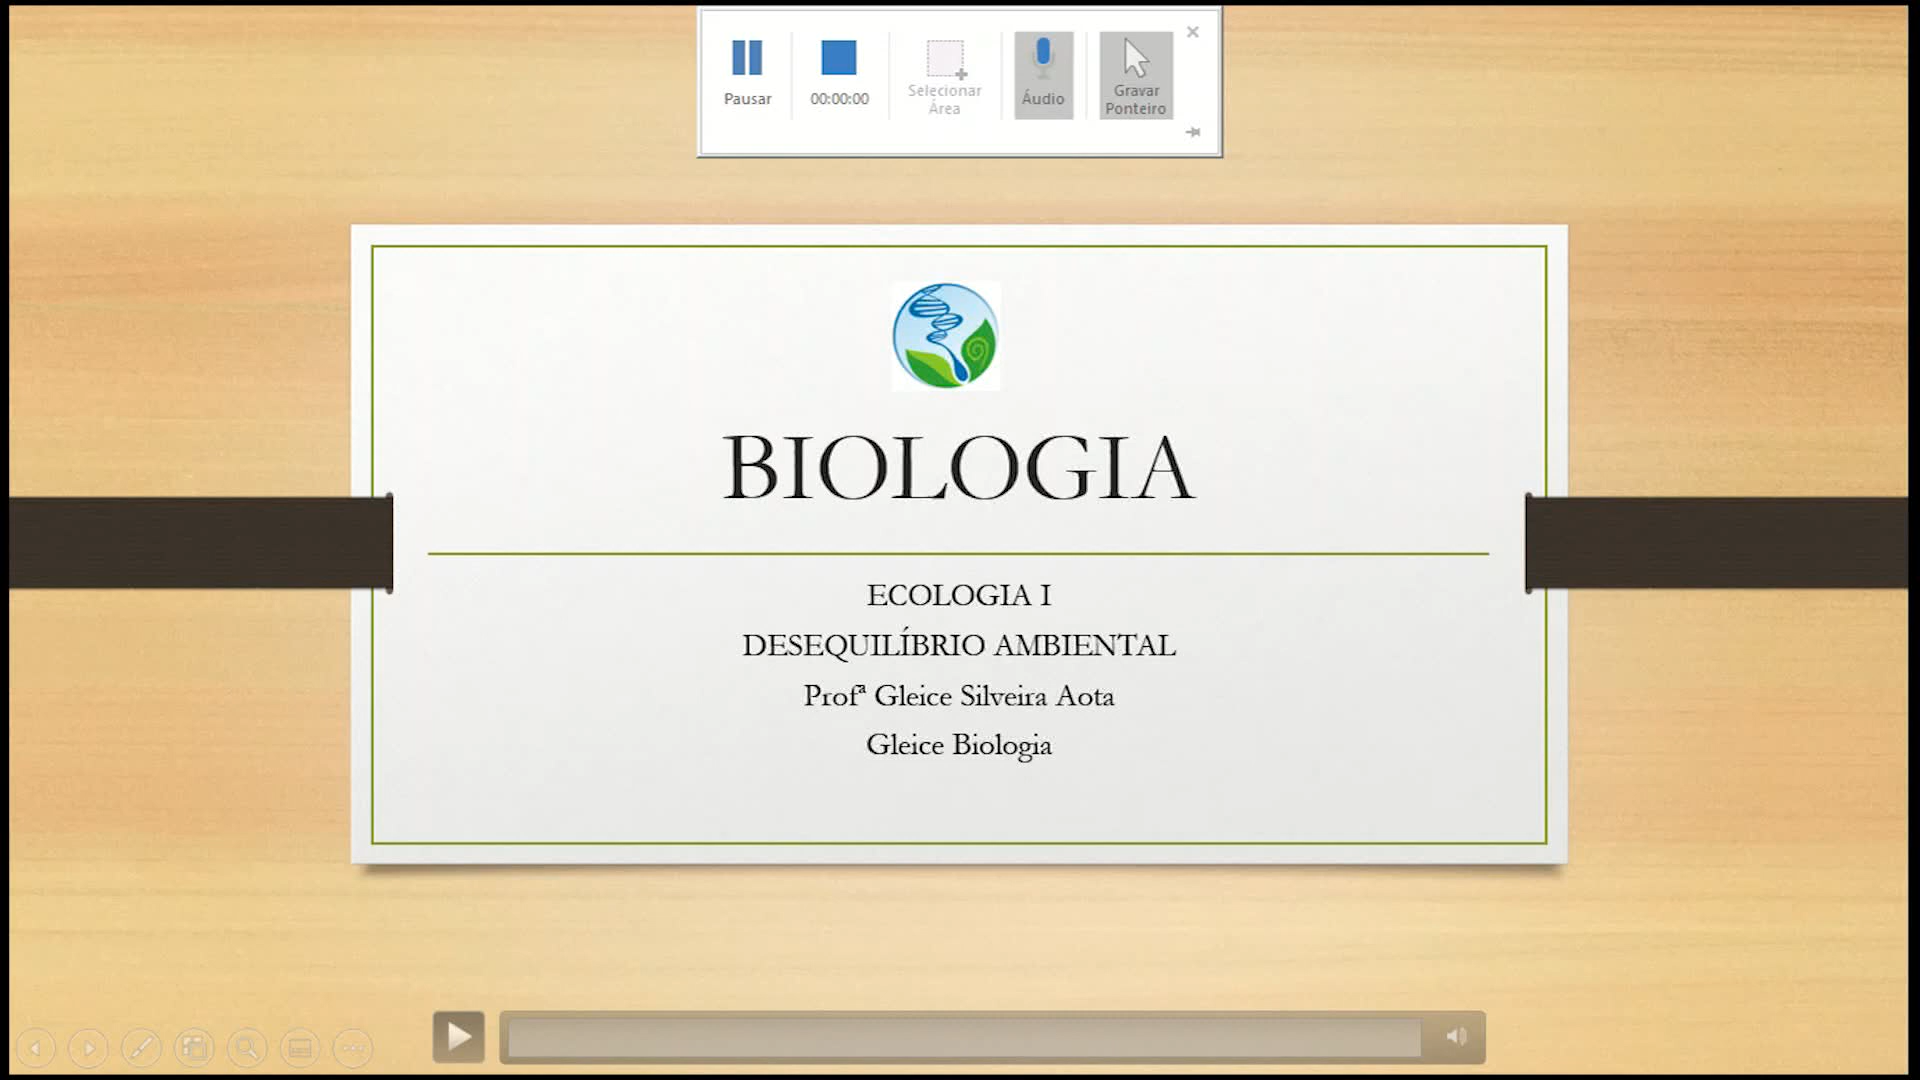 Pausar
00:00:00
Selecionar
Área
Áudio
Gravar
Ponteiro
BIOLOGIA
ECOLOGIA I
DESEQUILÍBRIO AMBIENTAL
Profª Gleice Silveira Aota
Gleice Biologia